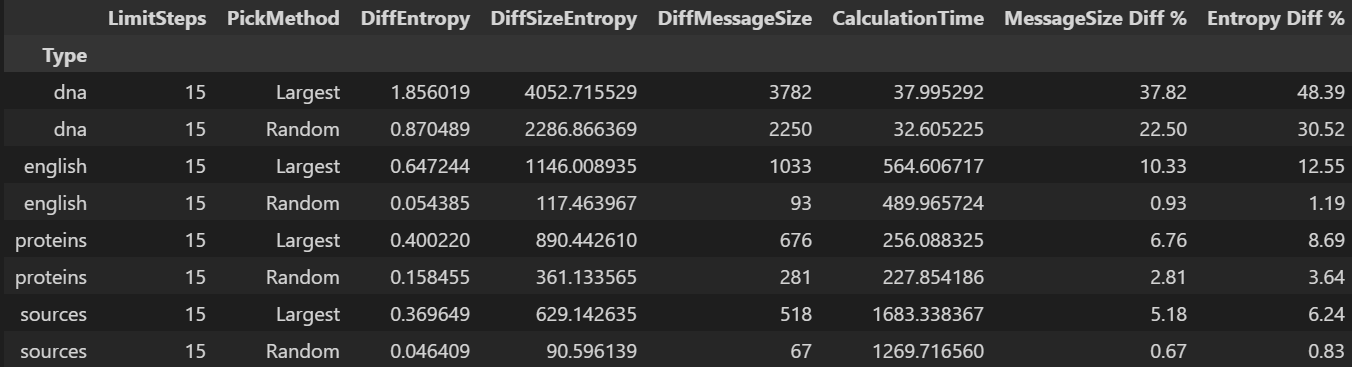 LimitSteps PickMethod DiffEntropy DiffSizeEntropy DiffMessageSize CalculationTime MessageSize Diff % Entropy Diff %
Type
dna 15 Largest 1.856019 4052.715529 3782 37.995292 37.82 48.39
dna 15 Random 0.870489 2286.866369 2250 32.605225 22.50 30.52
english 15 Largest 0.647244 1146.008935 1033 564.606717 10.33 12.55
english 15 Random 0.054385 117.463967 93 489.965724 0.93 1.19
proteins 15 Largest 0.400220 890.442610 676 256.088325 6.76 8.69
proteins 15 Random 0.158455 361.133565 281 227.854186 2.81 3.64
sources 15 Largest 0.369649 629.142635 518 1683.338367 5.18 6.24
sources 15 Random 0.046409 90.596139 67 1269.716560 0.67 0.83